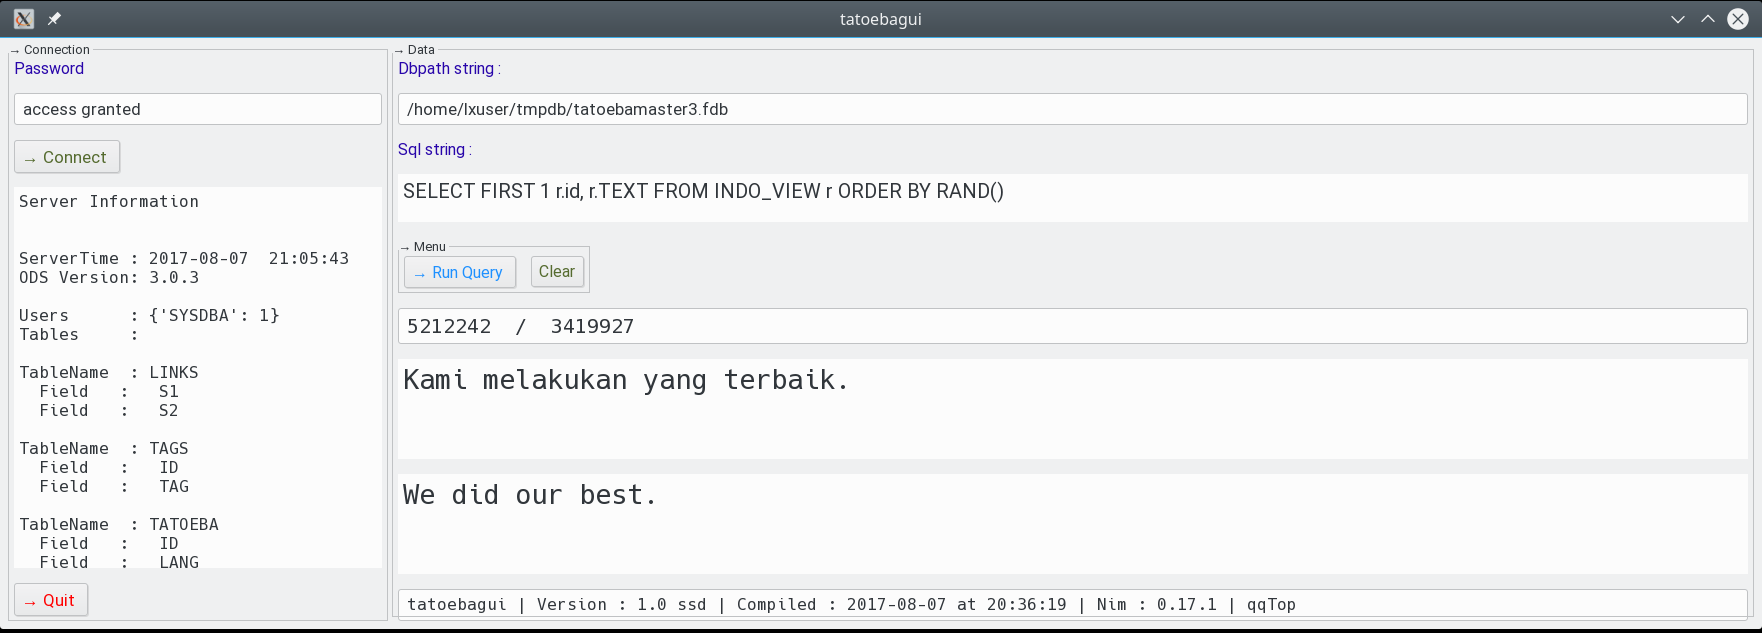 tatoebagui
→ Connection
Password
access granted
→ Connect
Server Information
ServerTime : 2017-08-07  21:05:43
ODS Version: 3.0.3
Users      : {'SYSDBA': 1}
Tables     :
TableName  : LINKS
  Field   :   S1
  Field   :   S2
TableName  : TAGS
  Field   :   ID
  Field   :   TAG
TableName  : TATOEBA
  Field   :   ID
  Field   :   LANG
→ Quit
→ Data
Dbpath string :
/home/lxuser/tmpdb/tatoebamaster3.fdb
Sql string :
SELECT FIRST 1 r.id, r.TEXT FROM INDO_VIEW r ORDER BY RAND()
→ Menu
→ Run Query Clear
5212242  /  3419927
Kami melakukan yang terbaik.
We did our best.
tatoebagui | Version : 1.0 ssd | Compiled : 2017-08-07 at 20:36:19 | Nim : 0.17.1 | qqTop